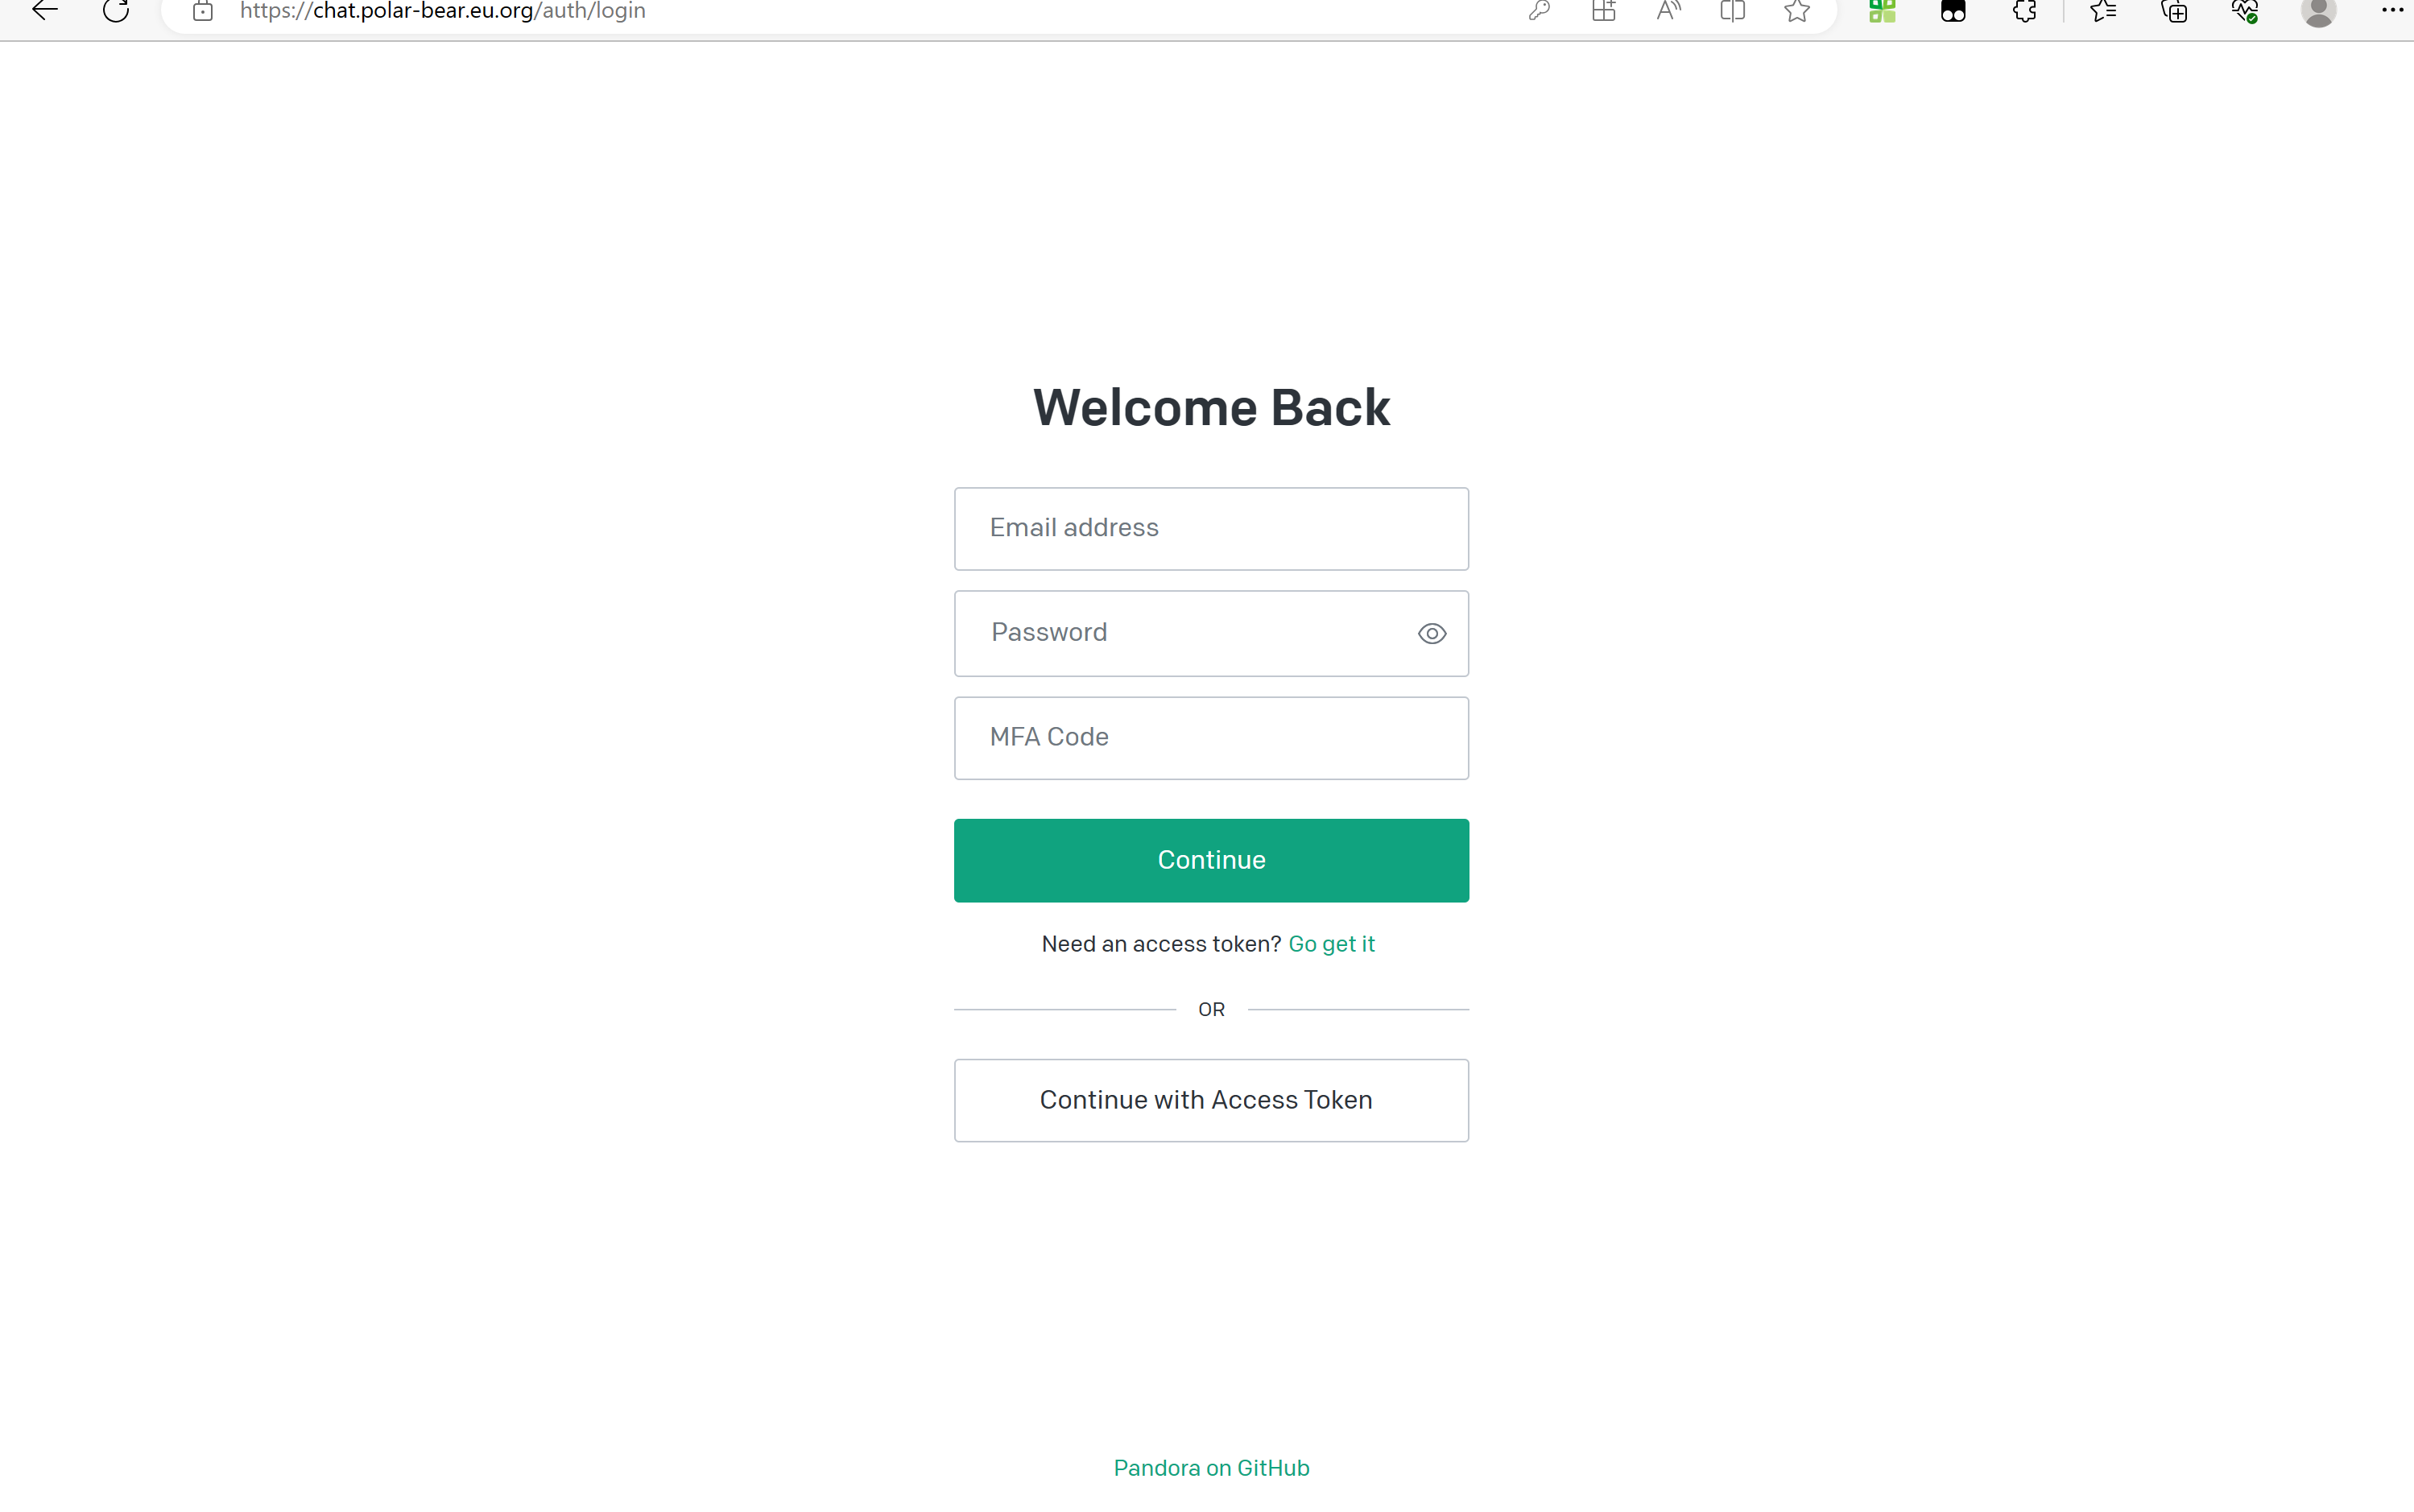 https://chat.polar-bear.eu.org/auth/login
Welcome Back
Email address
Password
MFA Code
Continue
Need an access token? Go get it
OR
Continue with Access Token
Pandora on GitHub